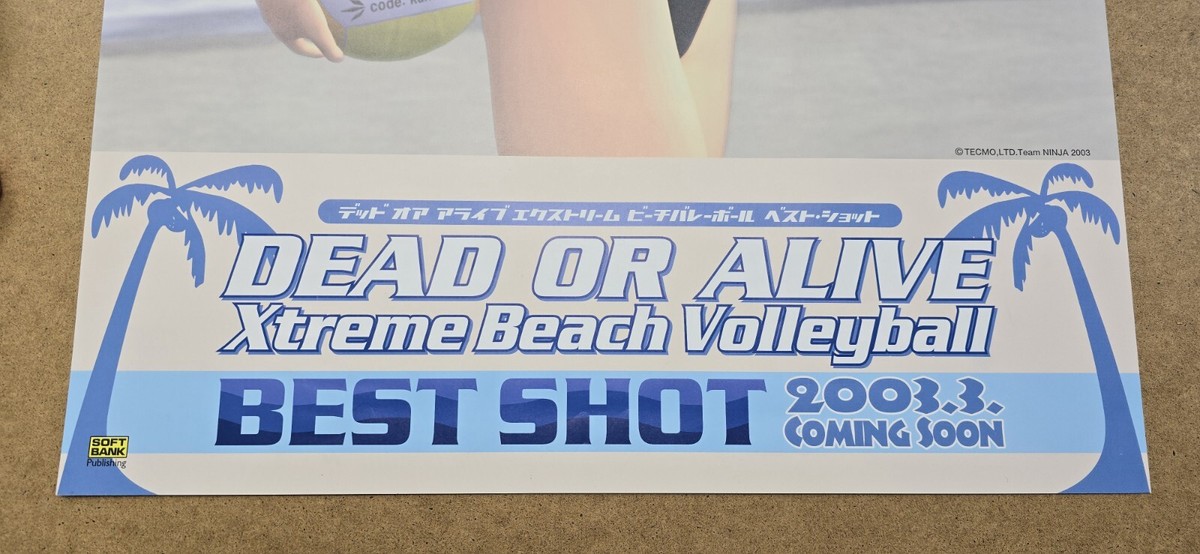 code:
©TECMO,LTD.Team NINJA 2003
デッド オア アライブ エクストリーム ビーチバレーボール ベスト・ショット
DEAD OR ALIVE
Xtreme Beach Volleyball
BEST SHOT
2003.3.
COMING SOON
SOFT
BANK
Publishing